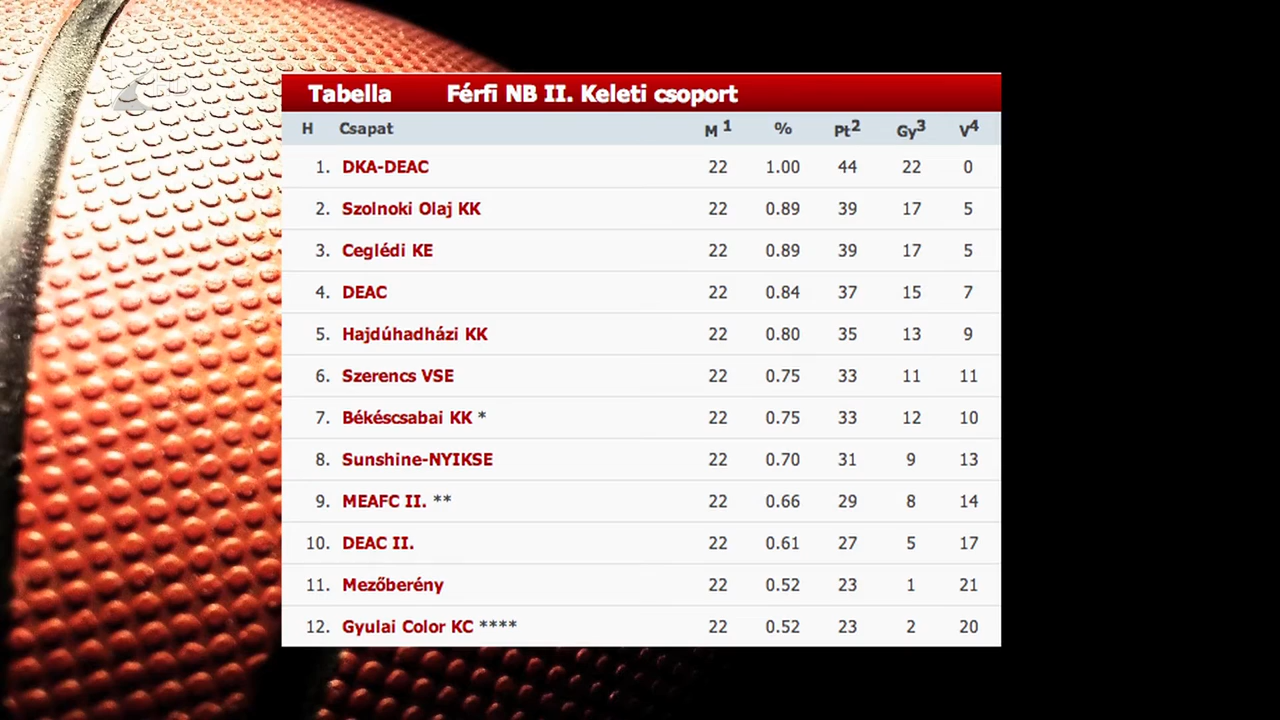 Tabella Férfi NB II. Keleti csoport
H Csapat M 1 % Pt2 Gy3 V4
1. DKA-DEAC 22 1.00 44 22 0
2. Szolnoki Olaj KK 22 0.89 39 17 5
3. Ceglédi KE 22 0.89 39 17 5
4. DEAC 22 0.84 37 15 7
5. Hajdúhadházi KK 22 0.80 35 13 9
6. Szerencs VSE 22 0.75 33 11 11
7. Békéscsabai KK * 22 0.75 33 12 10
8. Sunshine-NYIKSE 22 0.70 31 9 13
9. MEAFC II. ** 22 0.66 29 8 14
10. DEAC II. 22 0.61 27 5 17
11. Mezőberény 22 0.52 23 1 21
12. Gyulai Color KC **** 22 0.52 23 2 20